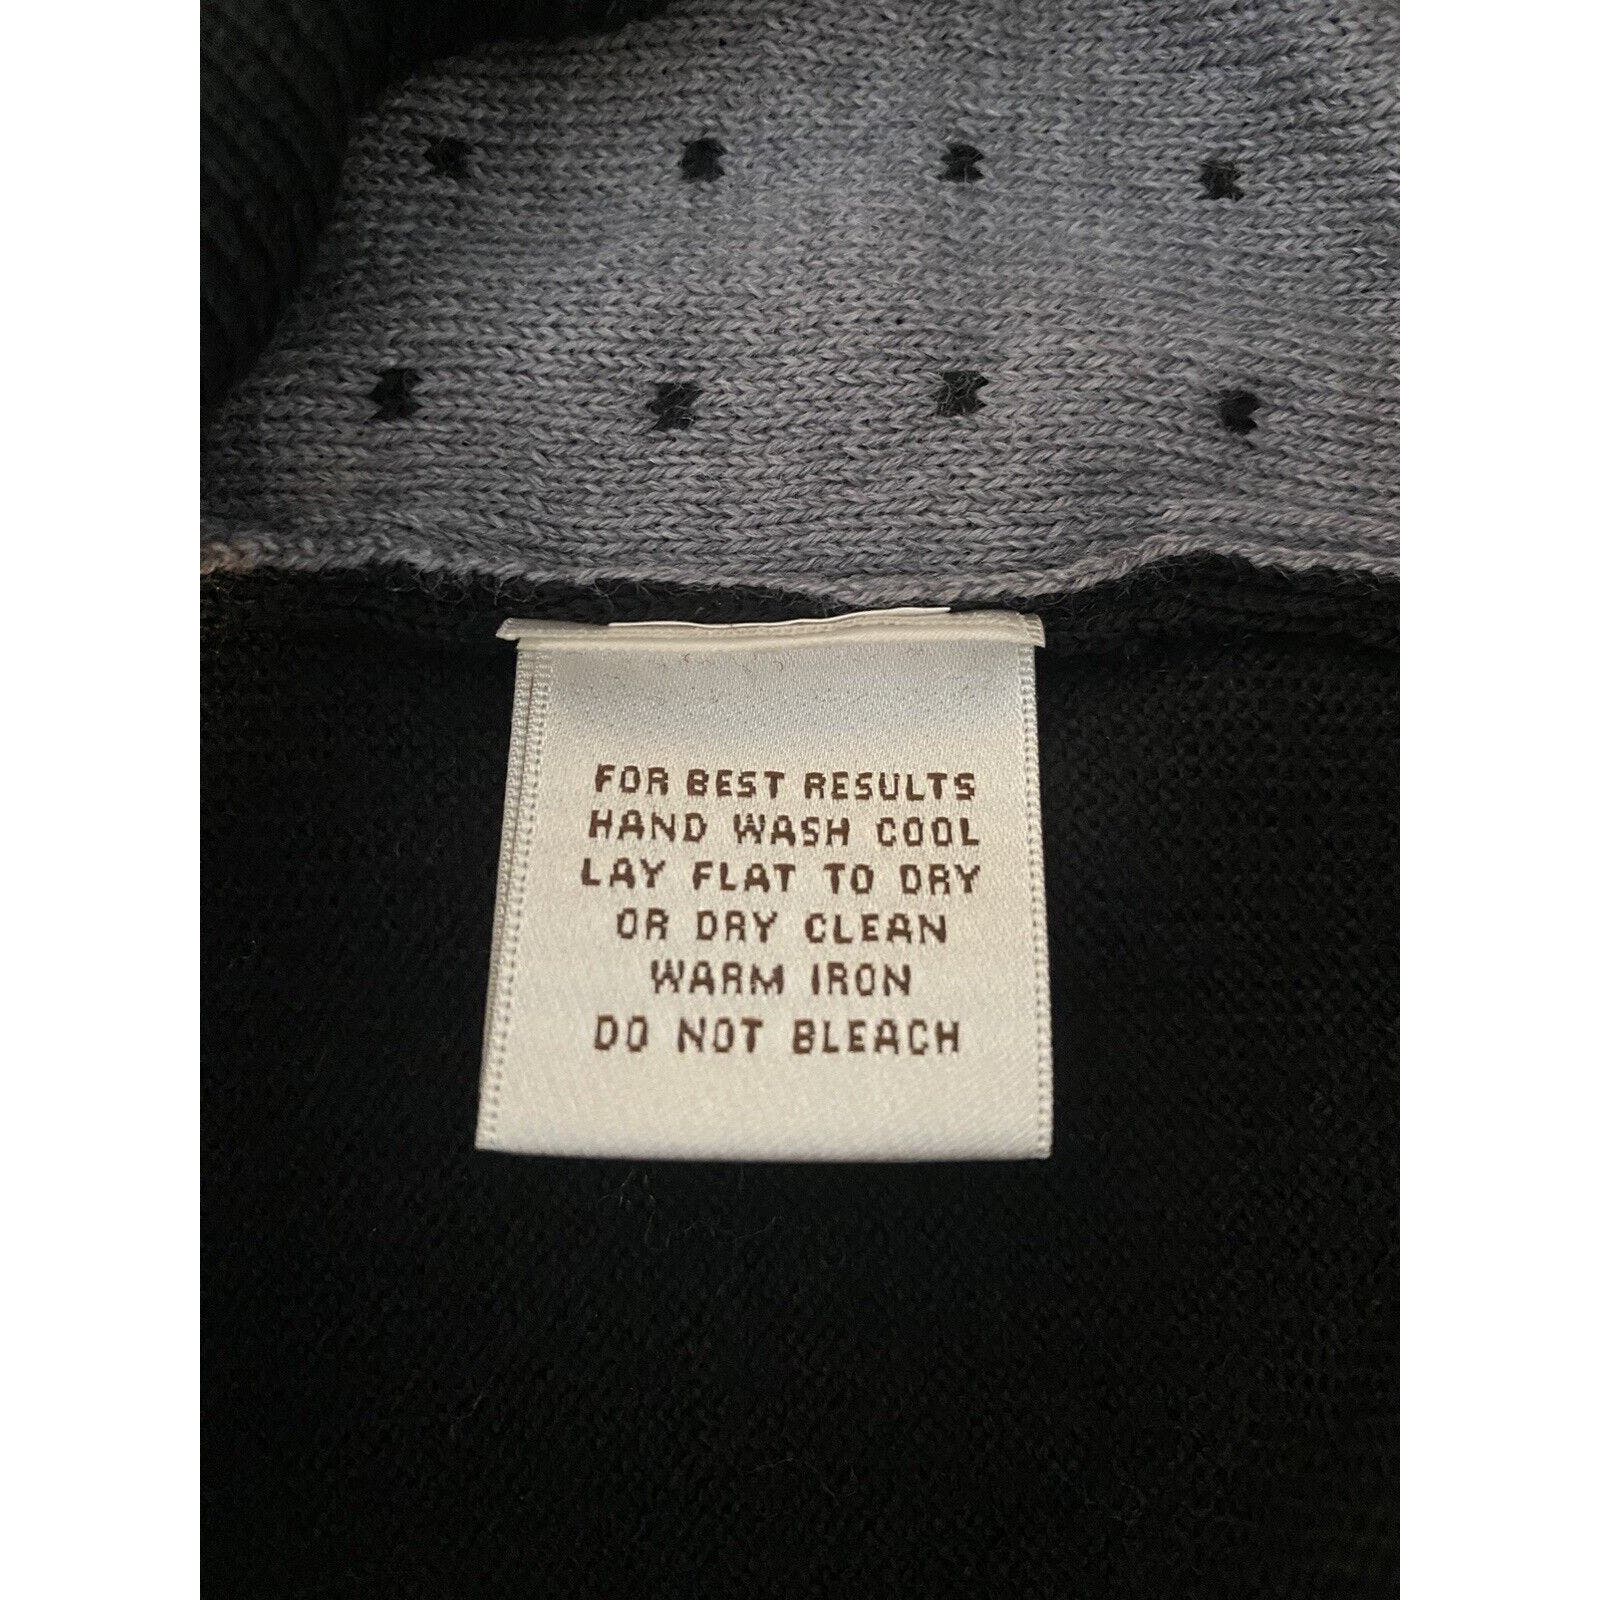 FOR BEST RESULTS
HAND WASH COOL
LAY FLAT TO DRY
OR DRY CLEAN
WARM IRON
DO NOT BLEACH